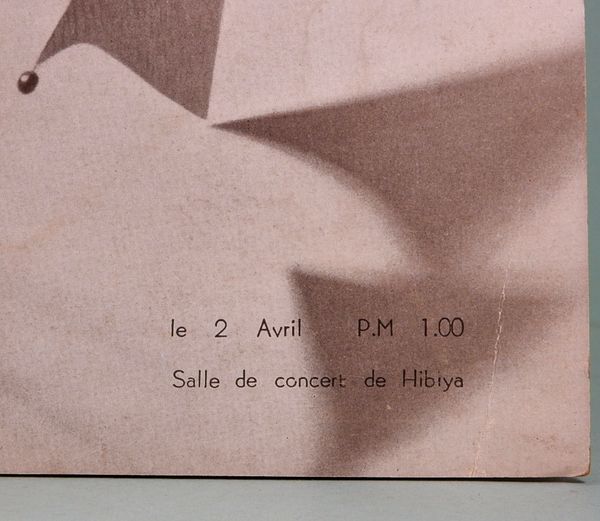 le 2 Avril P.M 1.00
Salle de concert de Hibiya